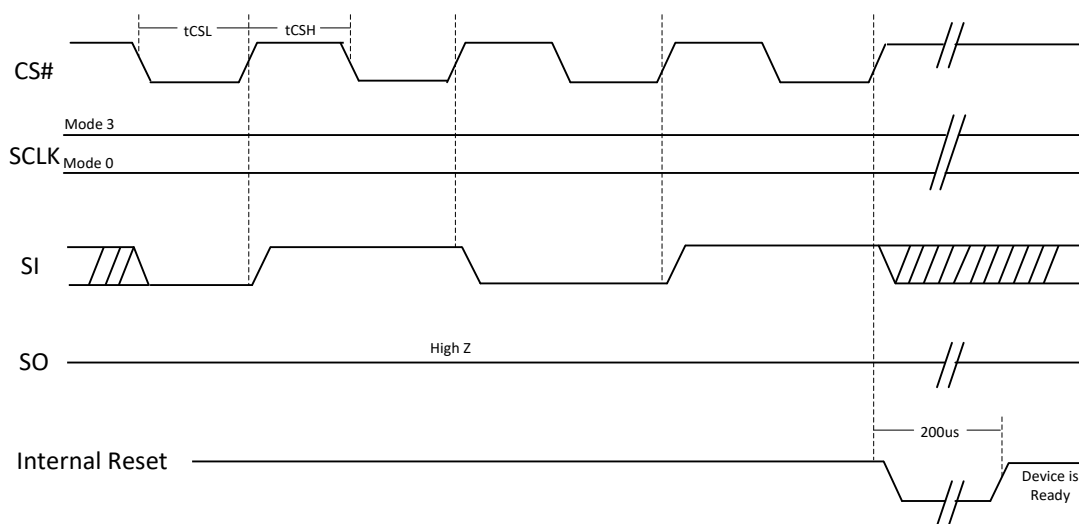 tCSL tCSH
CS#
Mode 3
SCLK
Mode 0
SI
High Z
SO
200us
Internal Reset
Device is
Ready